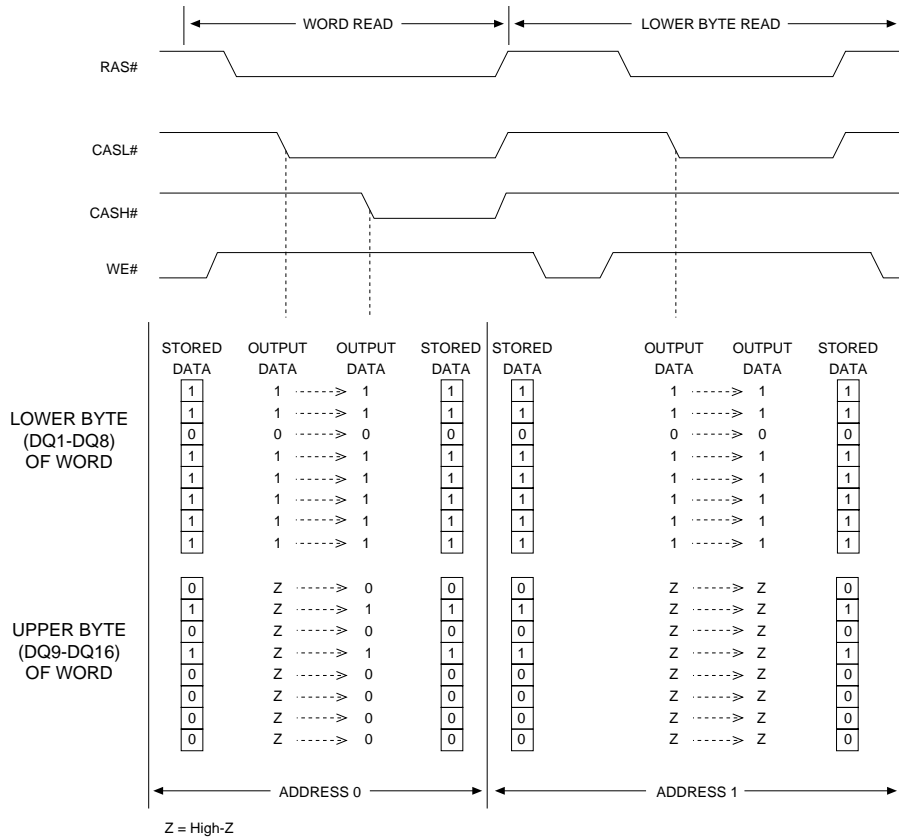 WORD READ LOWER BYTE READ
RAS#
CASL#
CASH#
WE#
STORED OUTPUT OUTPUT STORED STORED OUTPUT OUTPUT STORED
DATA DATA DATA DATA DATA DATA DATA DATA
1 1 1 1 1 1 1 1
1 1 1 1 1 1 1 1
0 0 0 0 0 0 0 0
1 1 1 1 1 1 1 1
1 1 1 1 1 1 1 1
1 1 1 1 1 1 1 1
1 1 1 1 1 1 1 1
1 1 1 1 1 1 1 1
LOWER BYTE
(DQ1-DQ8)
OF WORD
0 Z 0 0 0 Z Z 0
1 Z 1 1 1 Z Z 1
0 Z 0 0 0 Z Z 0
1 Z 1 1 1 Z Z 1
0 Z 0 0 0 Z Z 0
0 Z 0 0 0 Z Z 0
0 Z 0 0 0 Z Z 0
0 Z 0 0 0 Z Z 0
UPPER BYTE
(DQ9-DQ16)
OF WORD
ADDRESS 0 ADDRESS 1
Z = High-Z